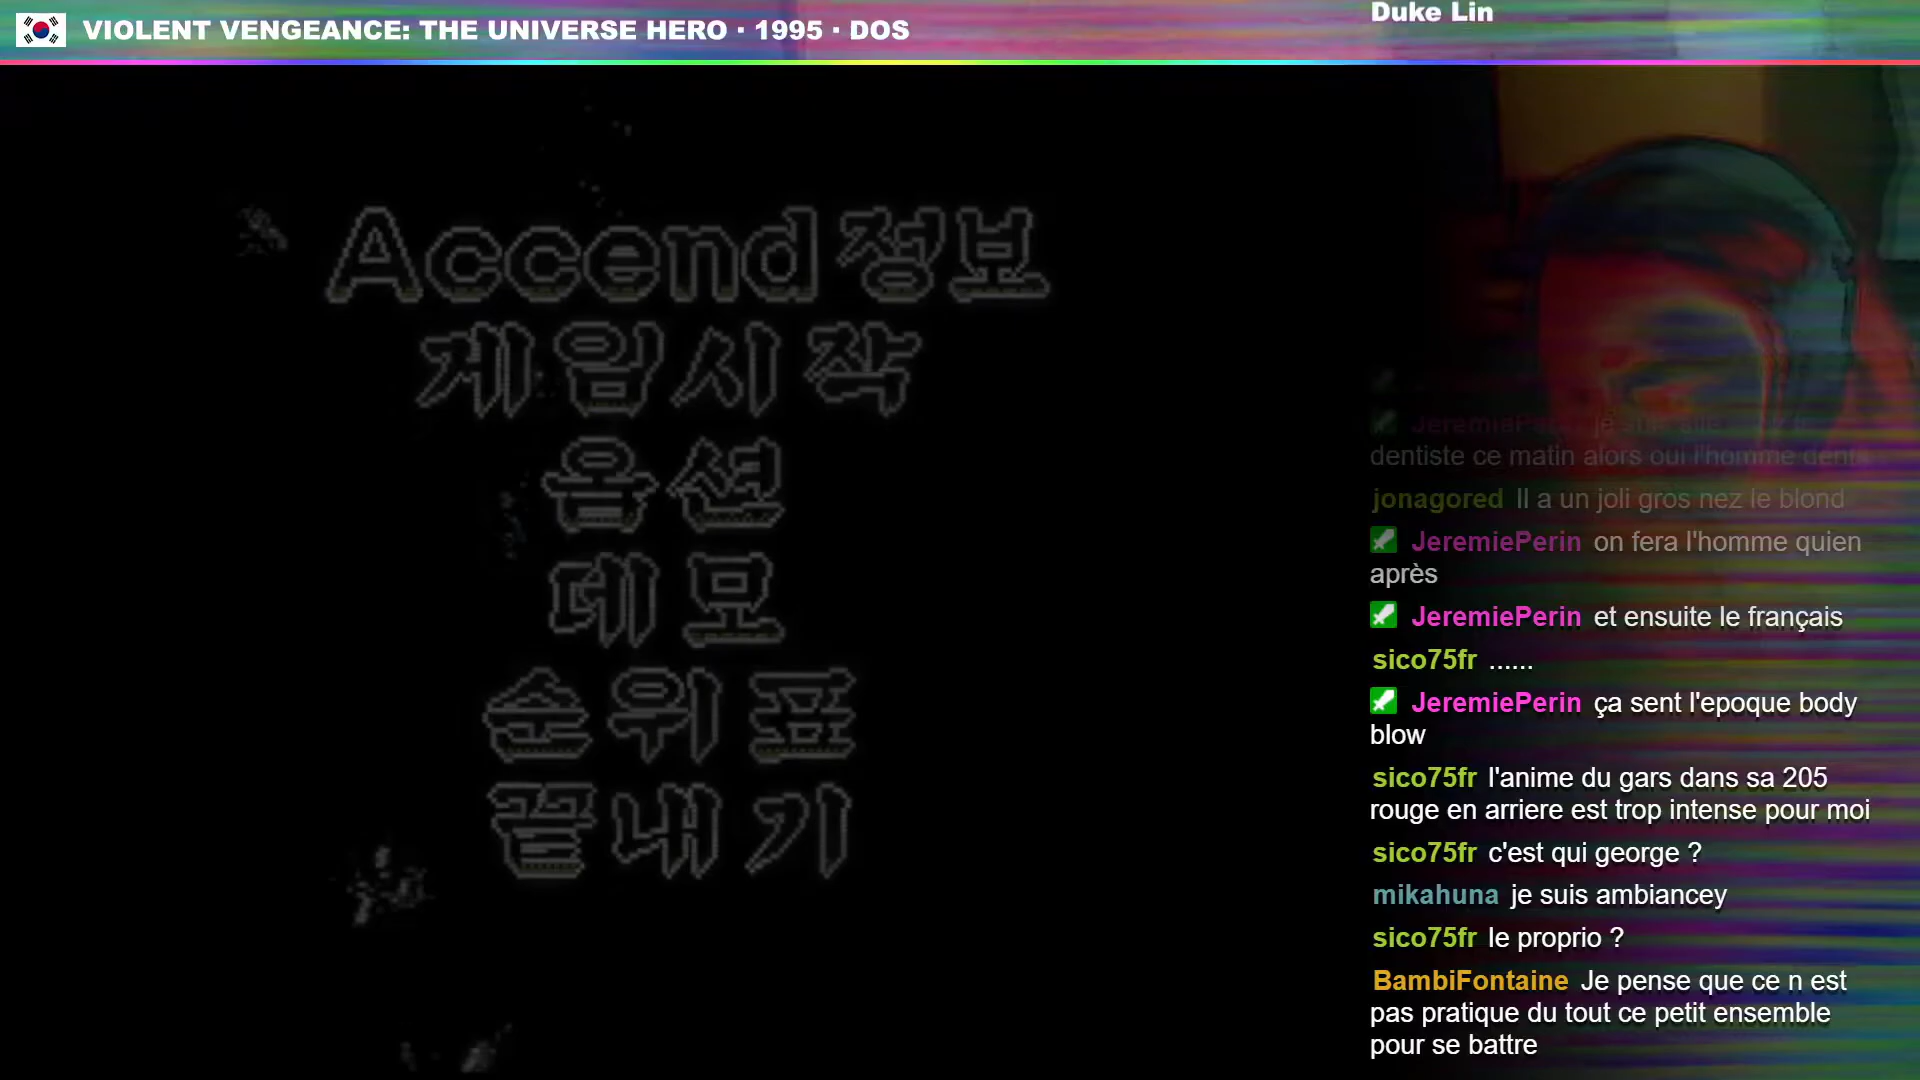 VIOLENT VENGEANCE: THE UNIVERSE HERO · 1995 · DOS
Duke Lin
Accend 정보
게임시작
옵션
데모
순위표
끝내기
JeremiePerin je suis allé
dentiste ce matin alors oui l'homme dent
jonagored Il a un joli gros nez le blond
JeremiePerin on fera l'homme quien
après
JeremiePerin et ensuite le français
sico75fr ......
JeremiePerin ça sent l'epoque body
blow
sico75fr l'anime du gars dans sa 205
rouge en arriere est trop intense pour moi
sico75fr c'est qui george ?
mikahuna je suis ambiancey
sico75fr le proprio ?
BambiFontaine Je pense que ce n est
pas pratique du tout ce petit ensemble
pour se battre